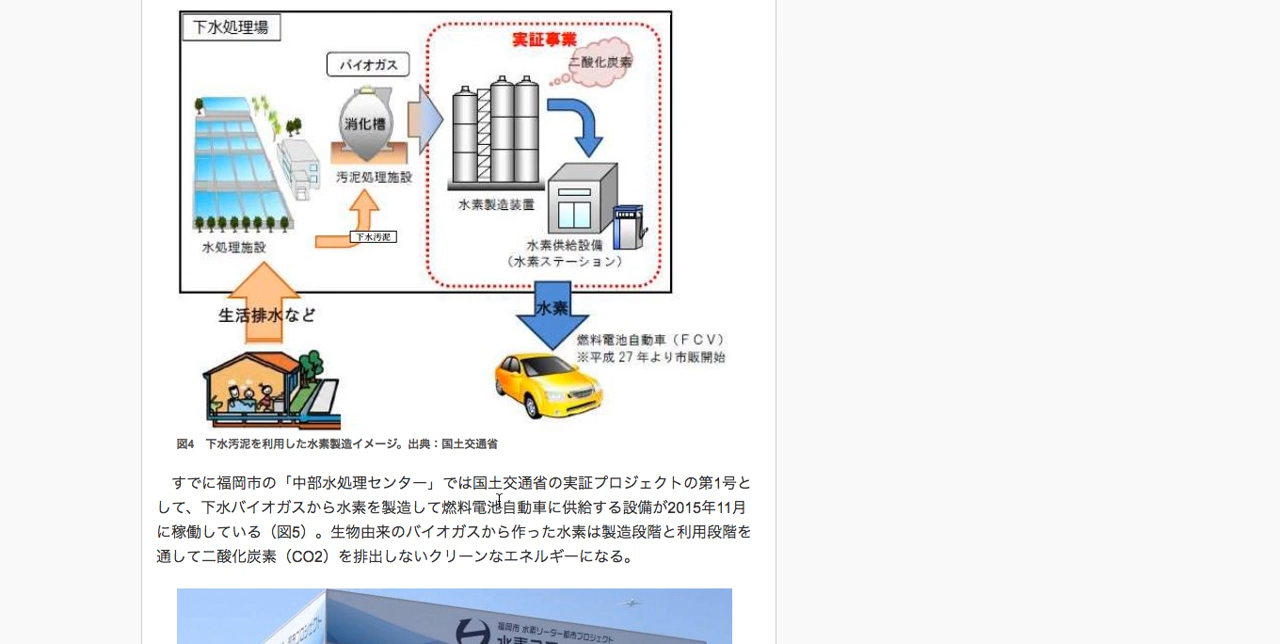 下水処理場
実証事業
バイオガス
二酸化炭素
消化槽
汚泥処理施設
水素製造装置
下水汚泥
水処理施設
水素供給設備
（水素ステーション）
生活排水など
水素
燃料電池自動車（ＦＣＶ）
※平成 27 年より市販開始
図4　下水汚泥を利用した水素製造イメージ。出典：国土交通省
すでに福岡市の「中部水処理センター」では国土交通省の実証プロジェクトの第1号と
して、下水バイオガスから水素を製造して燃料電池自動車に供給する設備が2015年11月
に稼働している（図5）。生物由来のバイオガスから作った水素は製造段階と利用段階を
通して二酸化炭素（CO2）を排出しないクリーンなエネルギーになる。
福岡市 水素リーダー都市プロジェクト